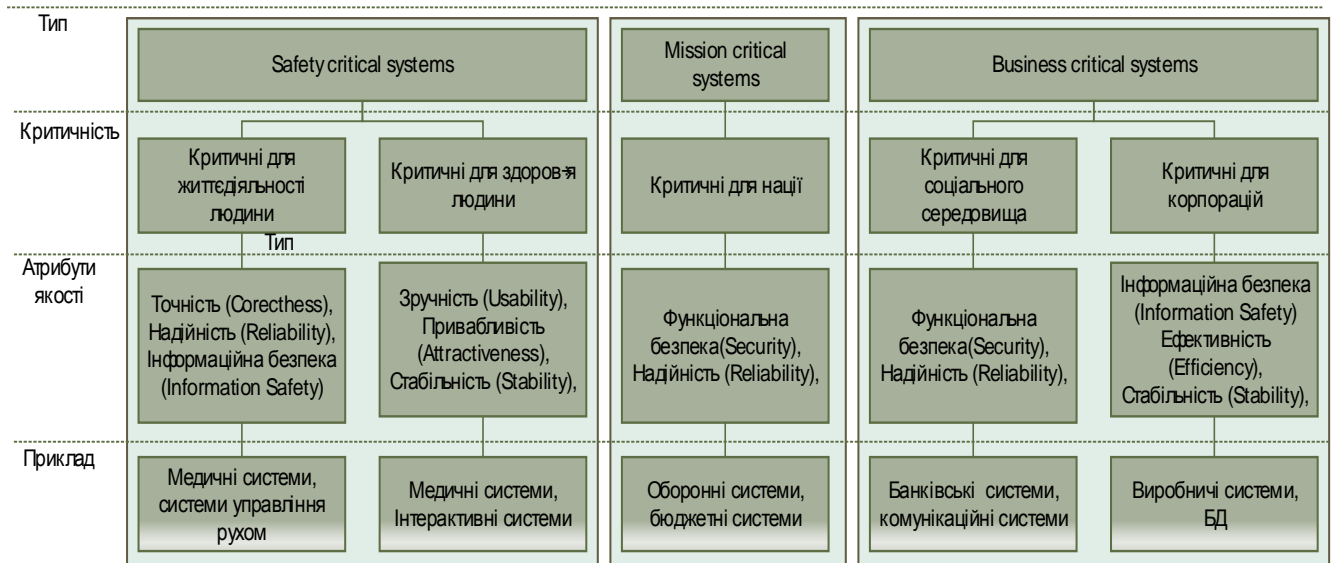 Тип
Safety critical systems
Mission critical
systems
Business critical systems
Критичність
Критичні для
життєдіяльності
людини
Критичні для здоров→я
людини
Критичні для нації
Критичні для
соціального
середовища
Критичні для
корпорацій
Тип
Атрибути
якості
Точність (Corecthess),
Надійність (Reliability),
Інформаційна безпека
(Information Safety)
Зручність (Usability),
Привабливість
(Attractiveness),
Стабільність (Stability),
Функціональна
безпека(Security),
Надійність (Reliability),
Функціональна
безпека(Security),
Надійність (Reliability),
Інформаційна безпека
(Information Safety)
Ефективність
(Efficiency),
Стабільність (Stability),
Приклад
Медичні системи,
системи управління
рухом
Медичні системи,
Інтерактивні системи
Оборонні системи,
бюджетні системи
Банківські системи,
комунікаційні системи
Виробничі системи,
БД